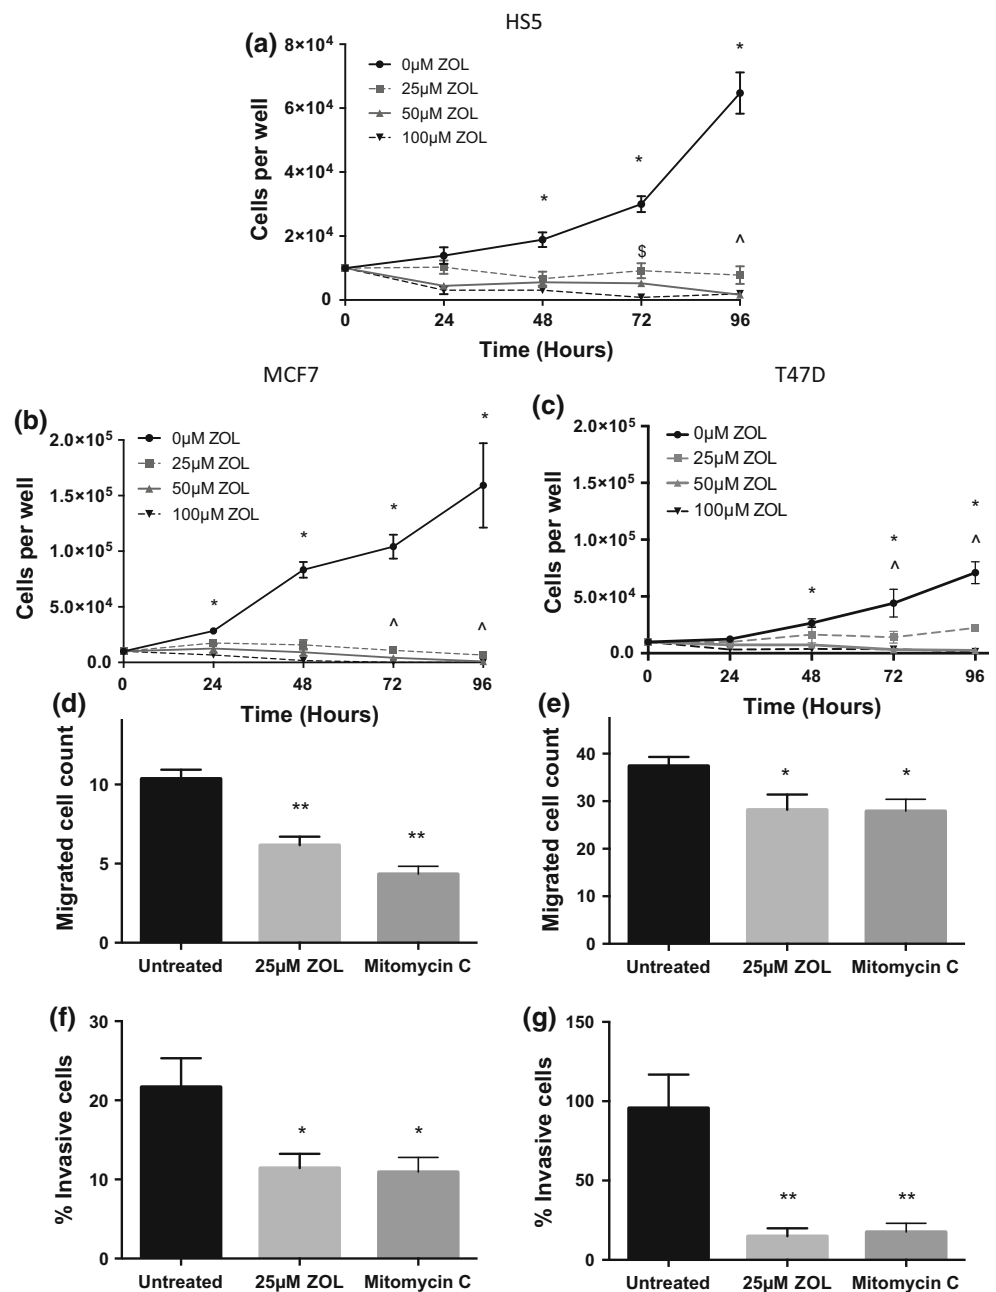 HS5
(a)
8×10⁴
6×10⁴
4×10⁴
2×10⁴
0
Cells per well
0µM ZOL
25µM ZOL
50µM ZOL
100µM ZOL
*
*
*
$
^
0 24 48 72 96
Time (Hours)
MCF7
(b)
2.0×10⁵
1.5×10⁵
1.0×10⁵
5.0×10⁴
0.0
Cells per well
0µM ZOL
25µM ZOL
50µM ZOL
100µM ZOL
*
*
*
*
^
^
0 24 48 72 96
Time (Hours)
T47D
(c)
2.0×10⁵
1.5×10⁵
1.0×10⁵
5.0×10⁴
0.0
Cells per well
0µM ZOL
25µM ZOL
50µM ZOL
100µM ZOL
*
*
*
^
^
0 24 48 72 96
Time (Hours)
(d)
10
5
0
Migrated cell count
**
**
Untreated 25µM ZOL Mitomycin C
(e)
40
30
20
10
0
Migrated cell count
*
*
Untreated 25µM ZOL Mitomycin C
(f)
30
20
10
0
% Invasive cells
*
*
Untreated 25µM ZOL Mitomycin C
(g)
150
100
50
0
% Invasive cells
**
**
Untreated 25µM ZOL Mitomycin C